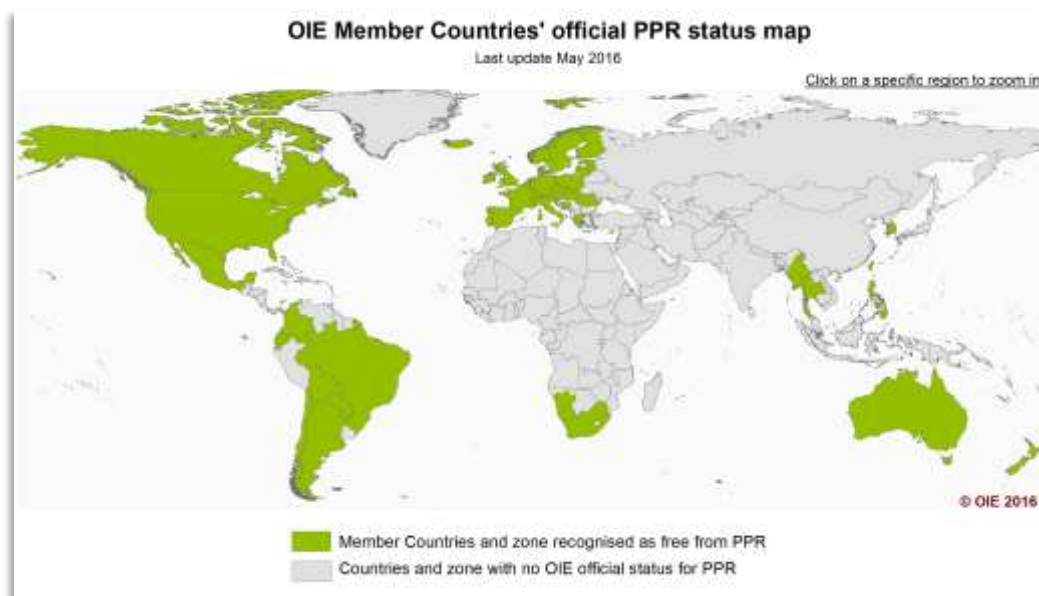 OIE Member Countries' official PPR status map
Last update May 2016
Click on a specific region to zoom in
© OIE 2016
Member Countries and zone recognised as free from PPR
Countries and zone with no OIE official status for PPR